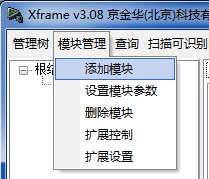 Xframe v3.08 京金华(北京)科技有
管理树 模块管理 查询 扫描可识别
添加模块
设置模块参数
删除模块
扩展控制
扩展设置